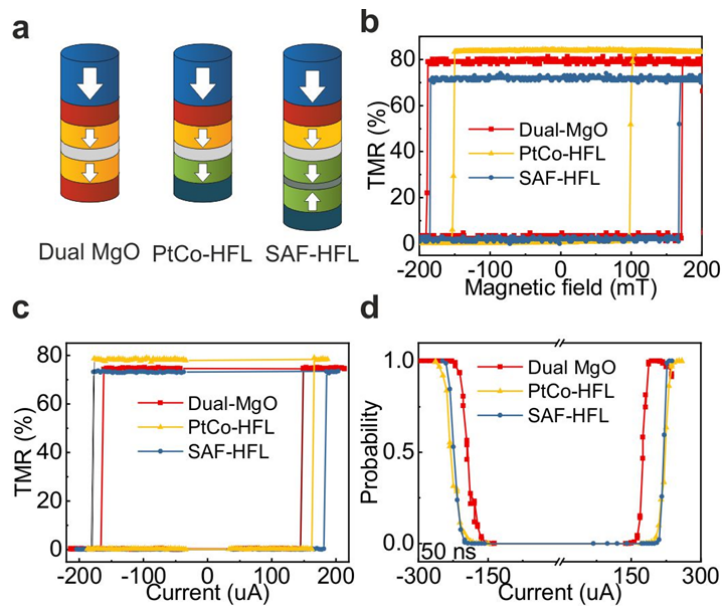 a
Dual MgO PtCo-HFL SAF-HFL
b
TMR (%)
80
60
40
20
0
Dual-MgO
PtCo-HFL
SAF-HFL
-200 -100 0 100 200
Magnetic field (mT)
c
TMR (%)
80
60
40
20
0
Dual-MgO
PtCo-HFL
SAF-HFL
-200 -100 0 100 200
Current (uA)
d
Probability
1.0
0.5
0.0
Dual MgO
PtCo-HFL
SAF-HFL
50 ns
-300 -150 150 300
Current (uA)